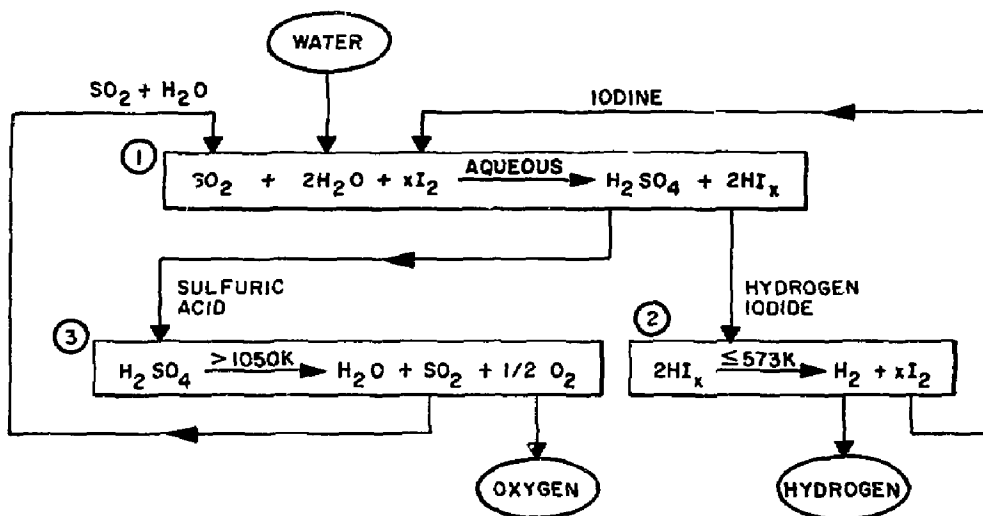 WATER
SO₂ + H₂O
IODINE
①
SO₂ + 2H₂O + xI₂ AQUEOUS H₂SO₄ + 2HIₓ
SULFURIC
ACID
HYDROGEN
IODIDE
③
H₂SO₄ >1050K H₂O + SO₂ + 1/2 O₂
②
2HIₓ ≤573K H₂ + xI₂
OXYGEN
HYDROGEN